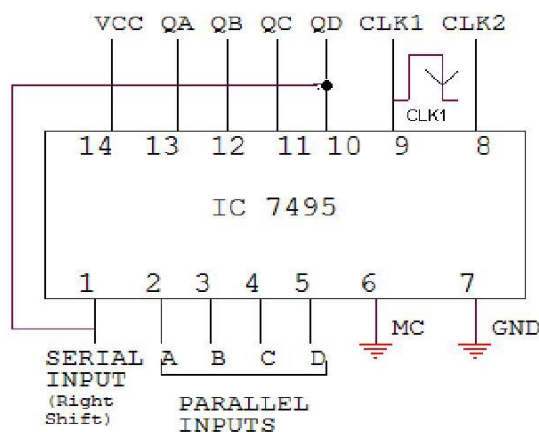 VCC QA QB QC QD CLK1 CLK2
CLK1
14 13 12 11 10 9 8
IC 7495
1 2 3 4 5 6 7
MC GND
SERIAL A B C D
INPUT
(Right
Shift)
PARALLEL
INPUTS